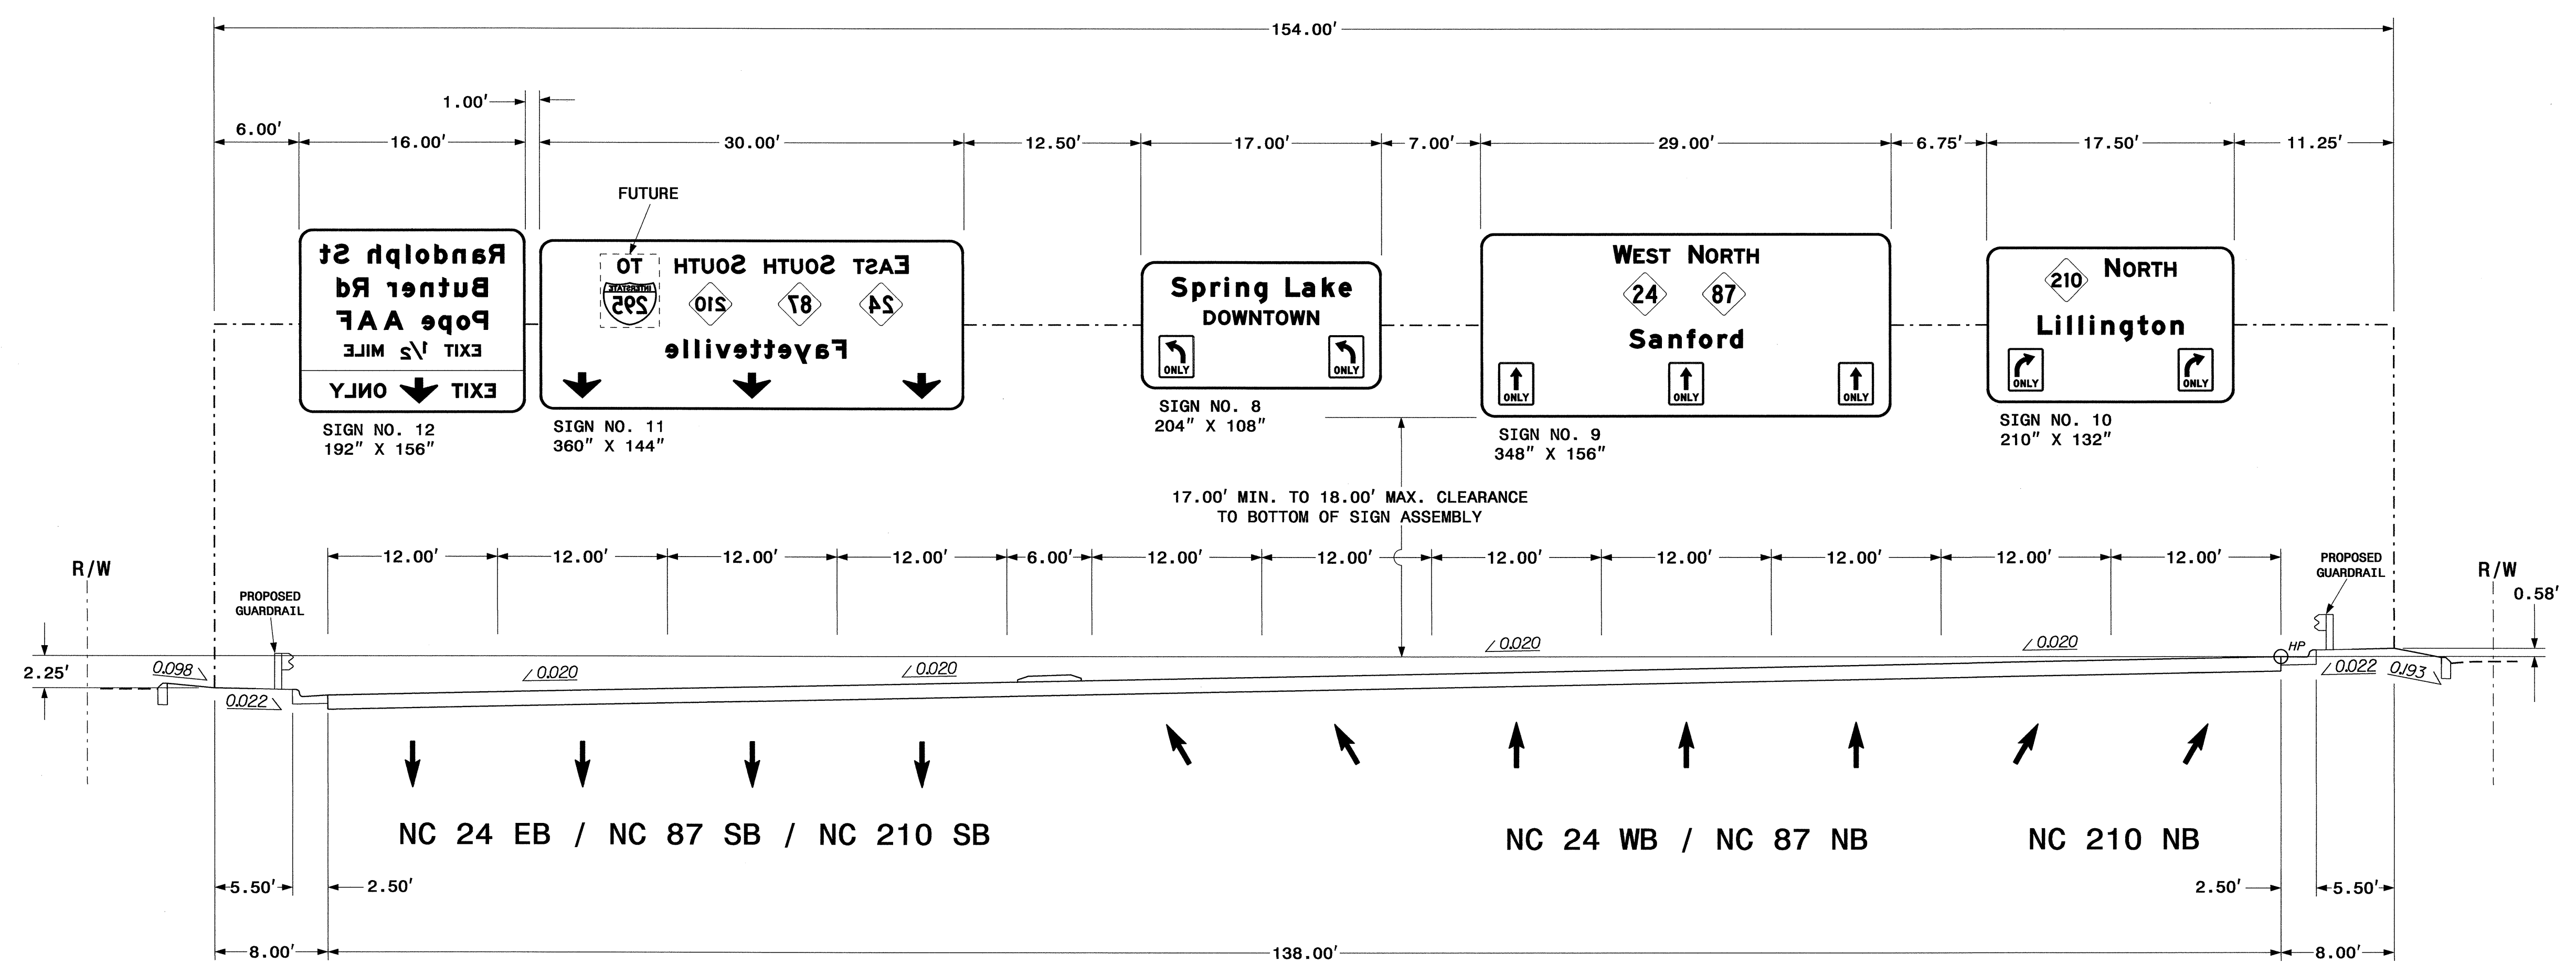 154.00'
1.00'
6.00' 16.00' 30.00' 12.50' 17.00' 7.00' 29.00' 6.75' 17.50' 11.25'
FUTURE
Randolph St
Butner Rd
Pope AAF
EXIT 1/2 MILE
EXIT ONLY
SIGN NO. 12
192" X 156"
EAST SOUTH SOUTH TO
24 87 210 INTERSTATE 295
Fayetteville
SIGN NO. 11
360" X 144"
Spring Lake
DOWNTOWN
ONLY ONLY
SIGN NO. 8
204" X 108"
WEST NORTH
24 87
Sanford
ONLY ONLY ONLY
SIGN NO. 9
348" X 156"
210 NORTH
Lillington
ONLY ONLY
SIGN NO. 10
210" X 132"
17.00' MIN. TO 18.00' MAX. CLEARANCE
TO BOTTOM OF SIGN ASSEMBLY
12.00' 12.00' 12.00' 12.00' 6.00' 12.00' 12.00' 12.00' 12.00' 12.00' 12.00' 12.00'
R/W
PROPOSED
GUARDRAIL
PROPOSED
GUARDRAIL
R/W
0.58'
2.25'
0.098
0.022
0.020
0.020
0.020
0.020
HP
0.022
0.193
NC 24 EB / NC 87 SB / NC 210 SB
NC 24 WB / NC 87 NB
NC 210 NB
5.50' 2.50' 2.50' 5.50'
8.00' 138.00' 8.00'